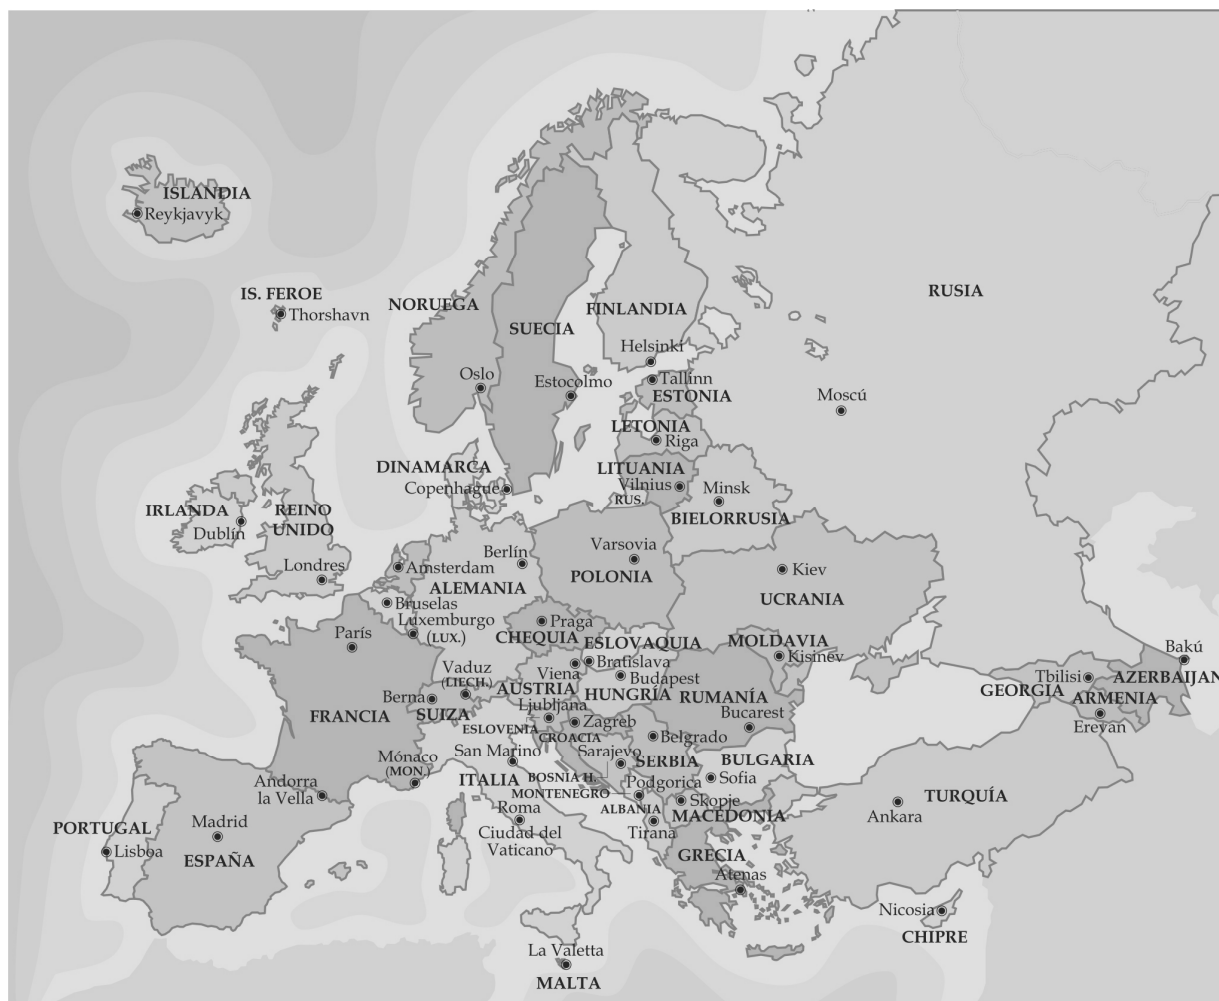 ISLANDIA
Reykjavyk
IS. FEROE
Thorshavn
NORUEGA
SUECIA
FINLANDIA
RUSIA
Helsinki
Oslo
Estocolmo
Tallinn
ESTONIA
Moscú
LETONIA
Riga
DINAMARCA
Copenhague
LITUANIA
Vilnius
RUS.
Minsk
BIELORRUSIA
IRLANDA
Dublín
REINO
UNIDO
Londres
Amsterdam
Berlín
ALEMANIA
Varsovia
POLONIA
Kiev
UCRANIA
Bruselas
Luxemburgo
(LUX.)
París
Praga
CHEQUIA
ESLOVAQUIA
Bratislava
MOLDAVIA
Kisinev
Vaduz
(LIECH.)
Viena
AUSTRIA
Budapest
HUNGRÍA
RUMANÍA
Bucarest
Berna
SUIZA
FRANCIA
Ljubljana
ESLOVENIA
Zagreb
CROACIA
Belgrado
SERBIA
Bakú
Tbilisi
GEORGIA
AZERBAIJAN
ARMENIA
Erevan
Mónaco
(MON.)
San Marino
ITALIA
Sarajevo
BOSNIA H.
MONTENEGRO
Podgorica
BULGARIA
Sofia
ALBANIA
Tirana
Skopje
MACEDONIA
Andorra
la Vella
Roma
Ciudad del
Vaticano
PORTUGAL
Lisboa
Madrid
ESPAÑA
GRECIA
Atenas
TURQUÍA
Ankara
Nicosia
CHIPRE
La Valetta
MALTA